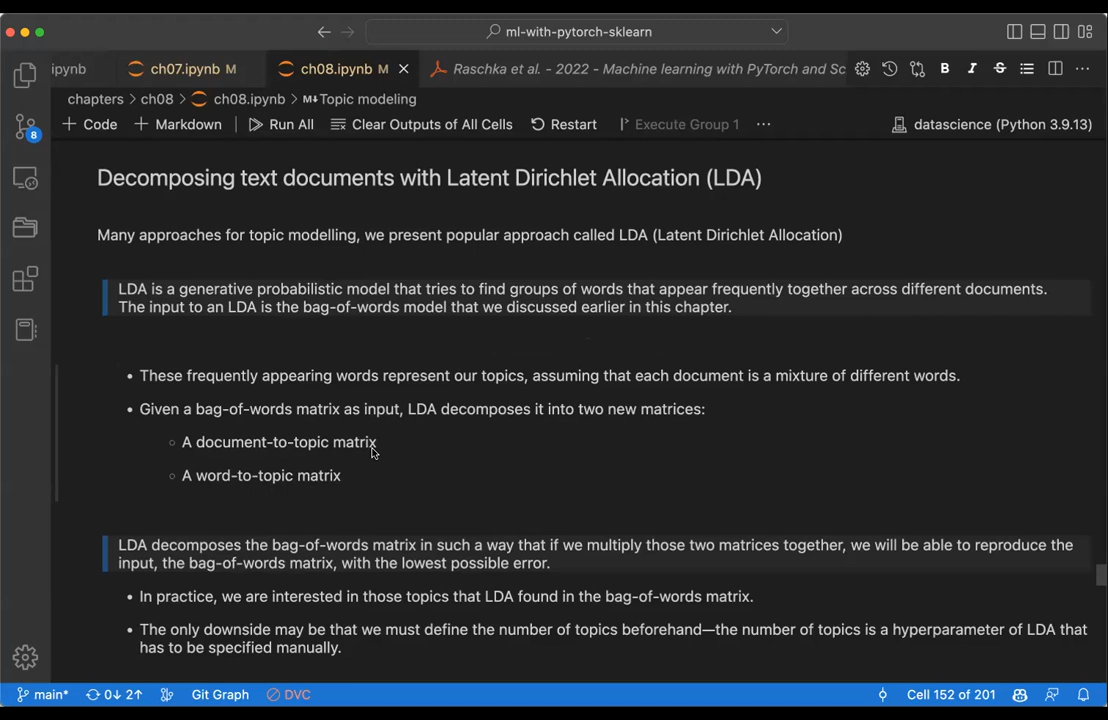 ml-with-pytorch-sklearn
ipynb
ch07.ipynb M
ch08.ipynb M
Raschka et al. - 2022 - Machine learning with PyTorch and Sc
chapters > ch08 > ch08.ipynb > M↓Topic modeling
+ Code
+ Markdown
Run All
Clear Outputs of All Cells
Restart
Execute Group 1
...
datascience (Python 3.9.13)
8
Decomposing text documents with Latent Dirichlet Allocation (LDA)
Many approaches for topic modelling, we present popular approach called LDA (Latent Dirichlet Allocation)
LDA is a generative probabilistic model that tries to find groups of words that appear frequently together across different documents.
The input to an LDA is the bag-of-words model that we discussed earlier in this chapter.
• These frequently appearing words represent our topics, assuming that each document is a mixture of different words.
• Given a bag-of-words matrix as input, LDA decomposes it into two new matrices:
○ A document-to-topic matrix
○ A word-to-topic matrix
LDA decomposes the bag-of-words matrix in such a way that if we multiply those two matrices together, we will be able to reproduce the
input, the bag-of-words matrix, with the lowest possible error.
• In practice, we are interested in those topics that LDA found in the bag-of-words matrix.
• The only downside may be that we must define the number of topics beforehand—the number of topics is a hyperparameter of LDA that
has to be specified manually.
main*
0↓ 2↑
Git Graph
DVC
Cell 152 of 201